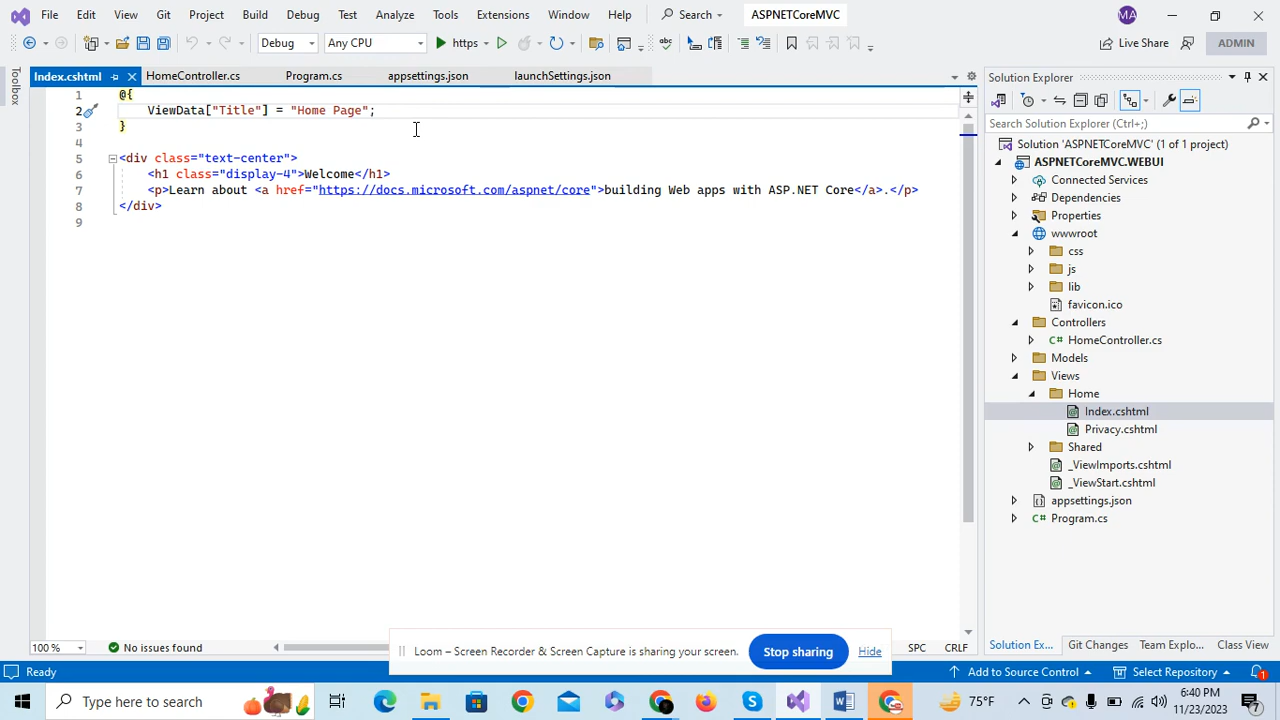 File Edit View Git Project Build Debug Test Analyze Tools Extensions Window Help Search ASPNETCoreMVC MA
Debug Any CPU https Live Share ADMIN
Index.cshtml HomeController.cs Program.cs appsettings.json launchSettings.json
Toolbox
1 @{
2 ViewData["Title"] = "Home Page";
3 }
4
5 <div class="text-center">
6 <h1 class="display-4">Welcome</h1>
7 <p>Learn about <a href="https://docs.microsoft.com/aspnet/core">building Web apps with ASP.NET Core</a>.</p>
8 </div>
9
Solution Explorer
Search Solution Explorer (Ctrl+;)
Solution 'ASPNETCoreMVC' (1 of 1 project)
ASPNETCoreMVC.WEBUI
Connected Services
Dependencies
Properties
wwwroot
css
js
lib
favicon.ico
Controllers
C# HomeController.cs
Models
Views
Home
Index.cshtml
Privacy.cshtml
Shared
_ViewImports.cshtml
_ViewStart.cshtml
appsettings.json
C# Program.cs
100 % No issues found SPC CRLF
Loom – Screen Recorder & Screen Capture is sharing your screen. Stop sharing Hide
Solution Ex... Git Changes Team Explo... Class View
Ready Add to Source Control Select Repository 1
Type here to search 75°F 6:40 PM
11/23/2023 7